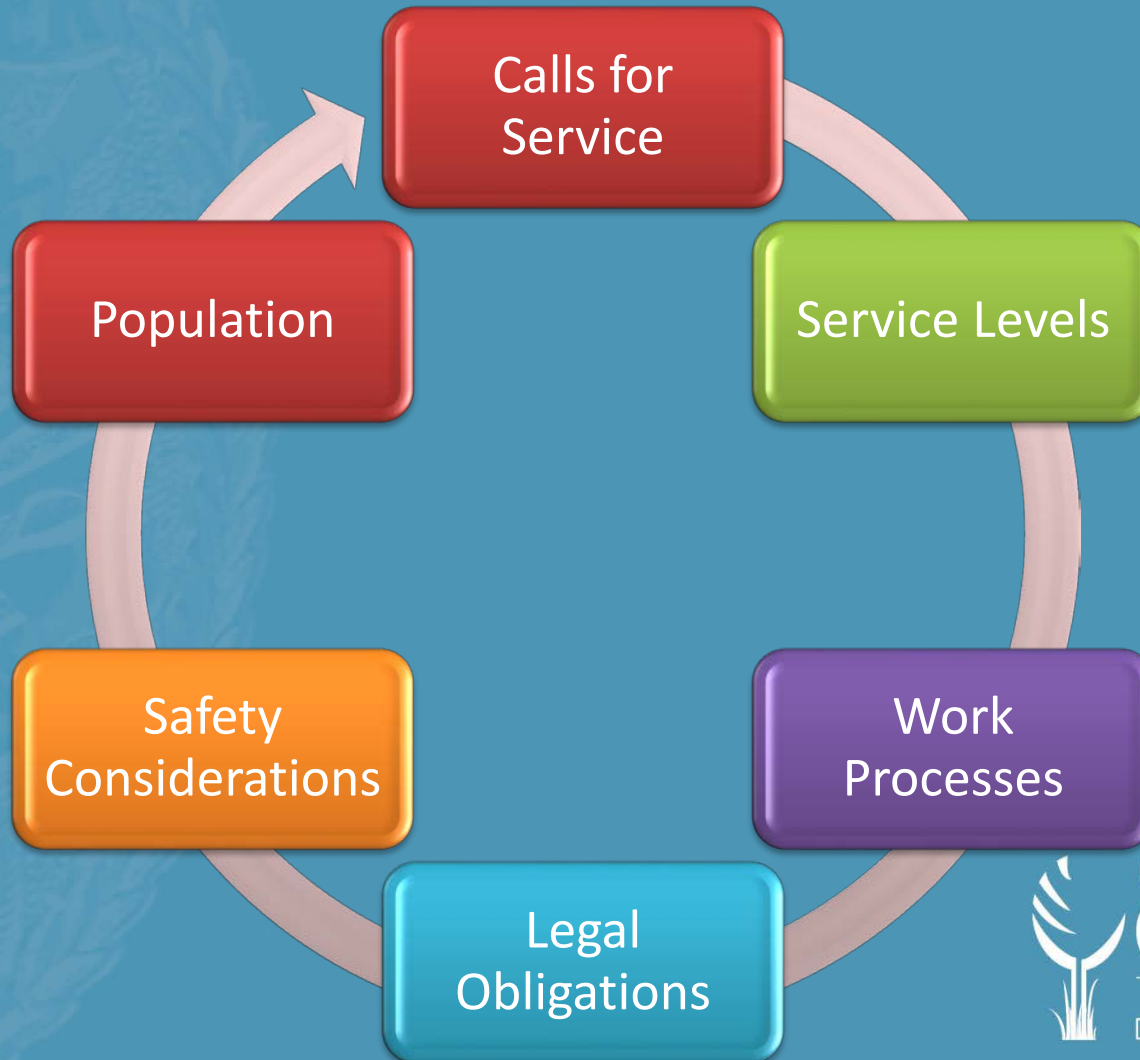 Calls for
Service
Service Levels
Work
Processes
Legal
Obligations
Safety
Considerations
Population